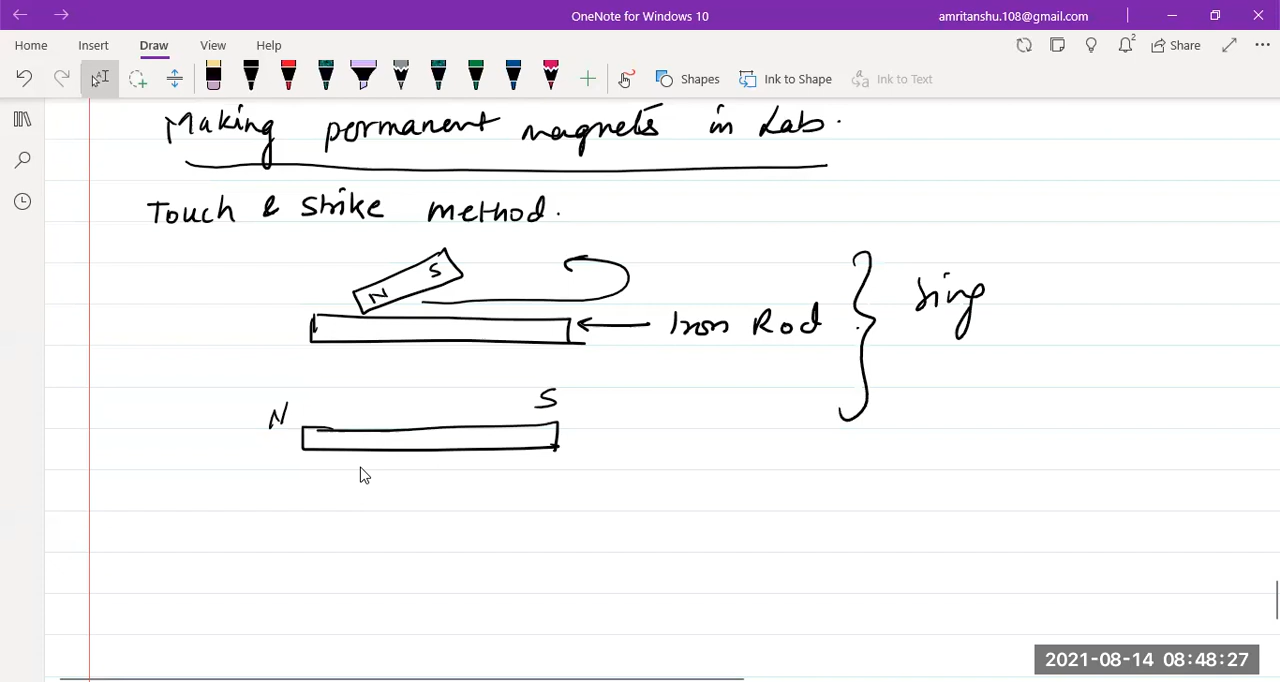 OneNote for Windows 10
amritanshu.108@gmail.com
Home Insert Draw View Help
Share
Shapes Ink to Shape Ink to Text
Making permanent magnets in Lab.
Touch & strike method.
N S
Iron Rod
sing
N S
2021-08-14 08:48:27